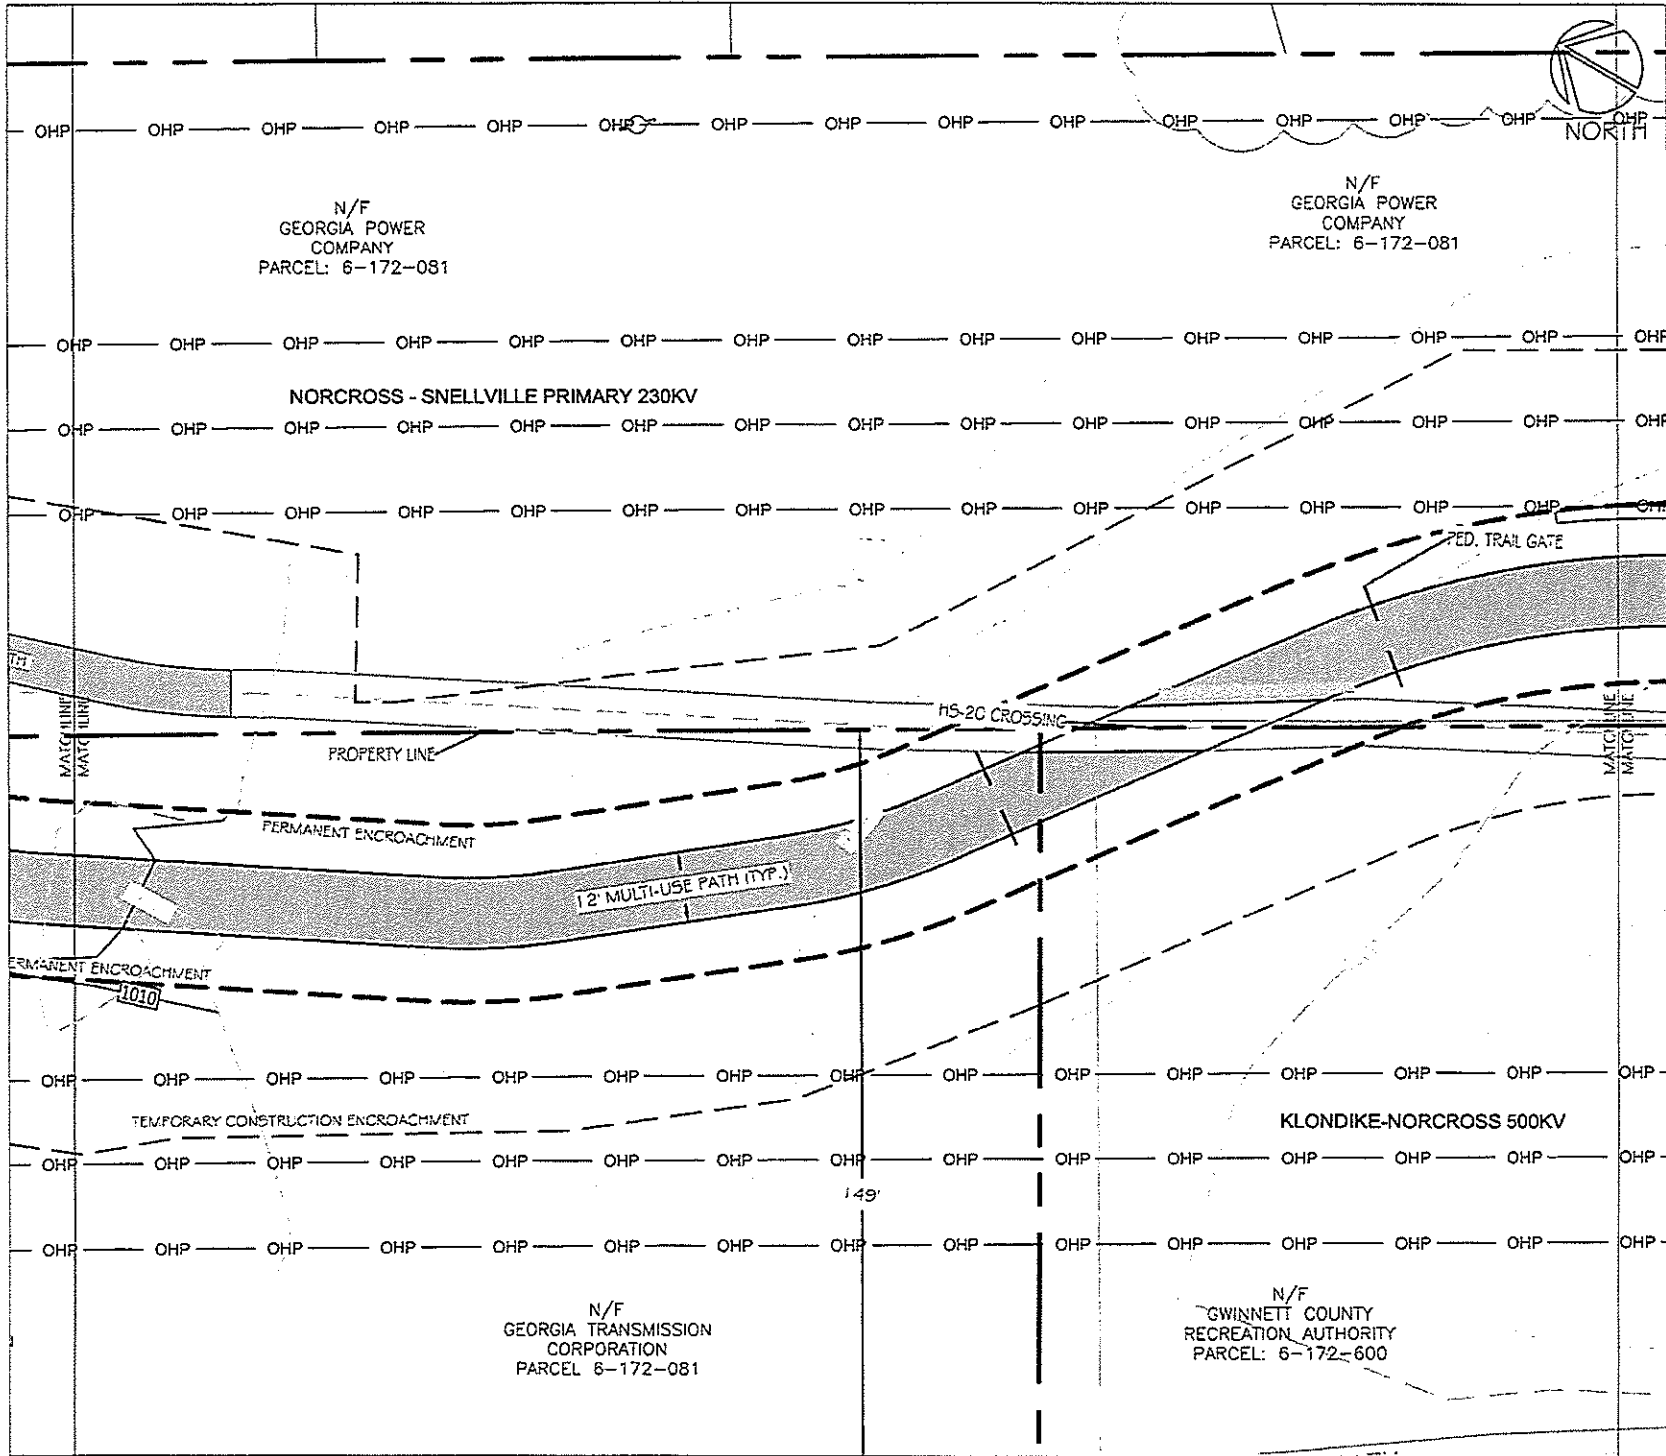 NORTH
OHP OHP OHP OHP OHP OHP OHP OHP OHP OHP OHP OHP OHP OHP OHP
N/F
GEORGIA POWER
COMPANY
PARCEL: 6-172-081
N/F
GEORGIA POWER
COMPANY
PARCEL: 6-172-081
OHP OHP OHP OHP OHP OHP OHP OHP OHP OHP OHP OHP OHP OHP OHP
NORCROSS - SNELLVILLE PRIMARY 230KV
OHP OHP OHP OHP OHP OHP OHP OHP OHP OHP OHP OHP OHP OHP OHP
OHP OHP OHP OHP OHP OHP OHP OHP OHP OHP OHP OHP OHP OHP
PED. TRAIL GATE
TH
MATCHLINE
MATCHLINE
HS-20 CROSSING
MATCHLINE
MATCHLINE
PROPERTY LINE
PERMANENT ENCROACHMENT
12' MULTI-USE PATH (TYP.)
ERMANENT ENCROACHMENT
1010
OHP OHP OHP OHP OHP OHP OHP OHP OHP OHP OHP OHP OHP OHP OHP
TEMPORARY CONSTRUCTION ENCROACHMENT
KLONDIKE-NORCROSS 500KV
OHP OHP OHP OHP OHP OHP OHP OHP OHP OHP OHP OHP OHP OHP OHP
149'
OHP OHP OHP OHP OHP OHP OHP OHP OHP OHP OHP OHP OHP OHP OHP
N/F
GEORGIA TRANSMISSION
CORPORATION
PARCEL 6-172-081
N/F
GWINNETT COUNTY
RECREATION AUTHORITY
PARCEL: 6-172-600